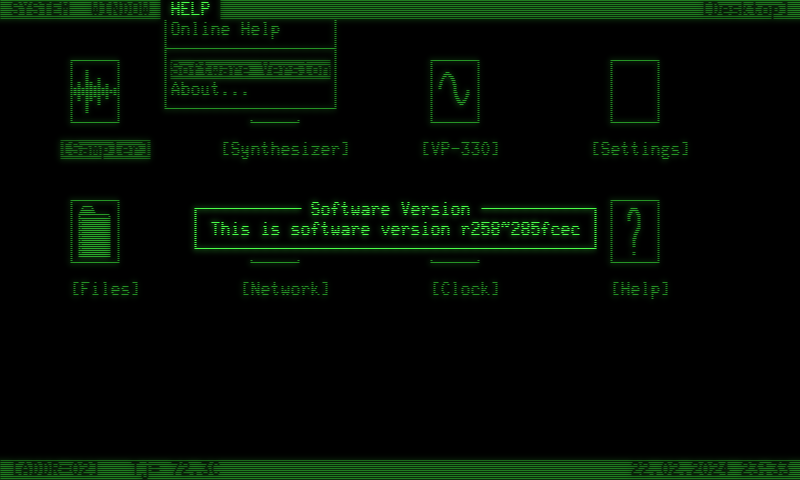 SYSTEM WINDOW HELP [Desktop]
Online Help
Software Version
About...
[Sampler] [Synthesizer] [VP-330] [Settings]
Software Version
This is software version r258~285fcec
[Files] [Network] [Clock] [Help]
[ADDR=02] Tj= 72.3C 22.02.2024 23:33